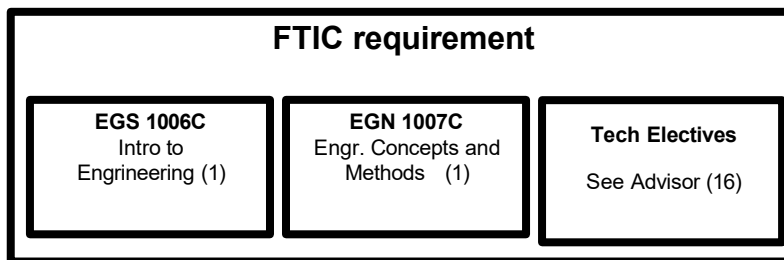 FTIC requirement
EGS 1006C
Intro to
Engrineering (1)
EGN 1007C
Engr. Concepts and
Methods (1)
Tech Electives
See Advisor (16)